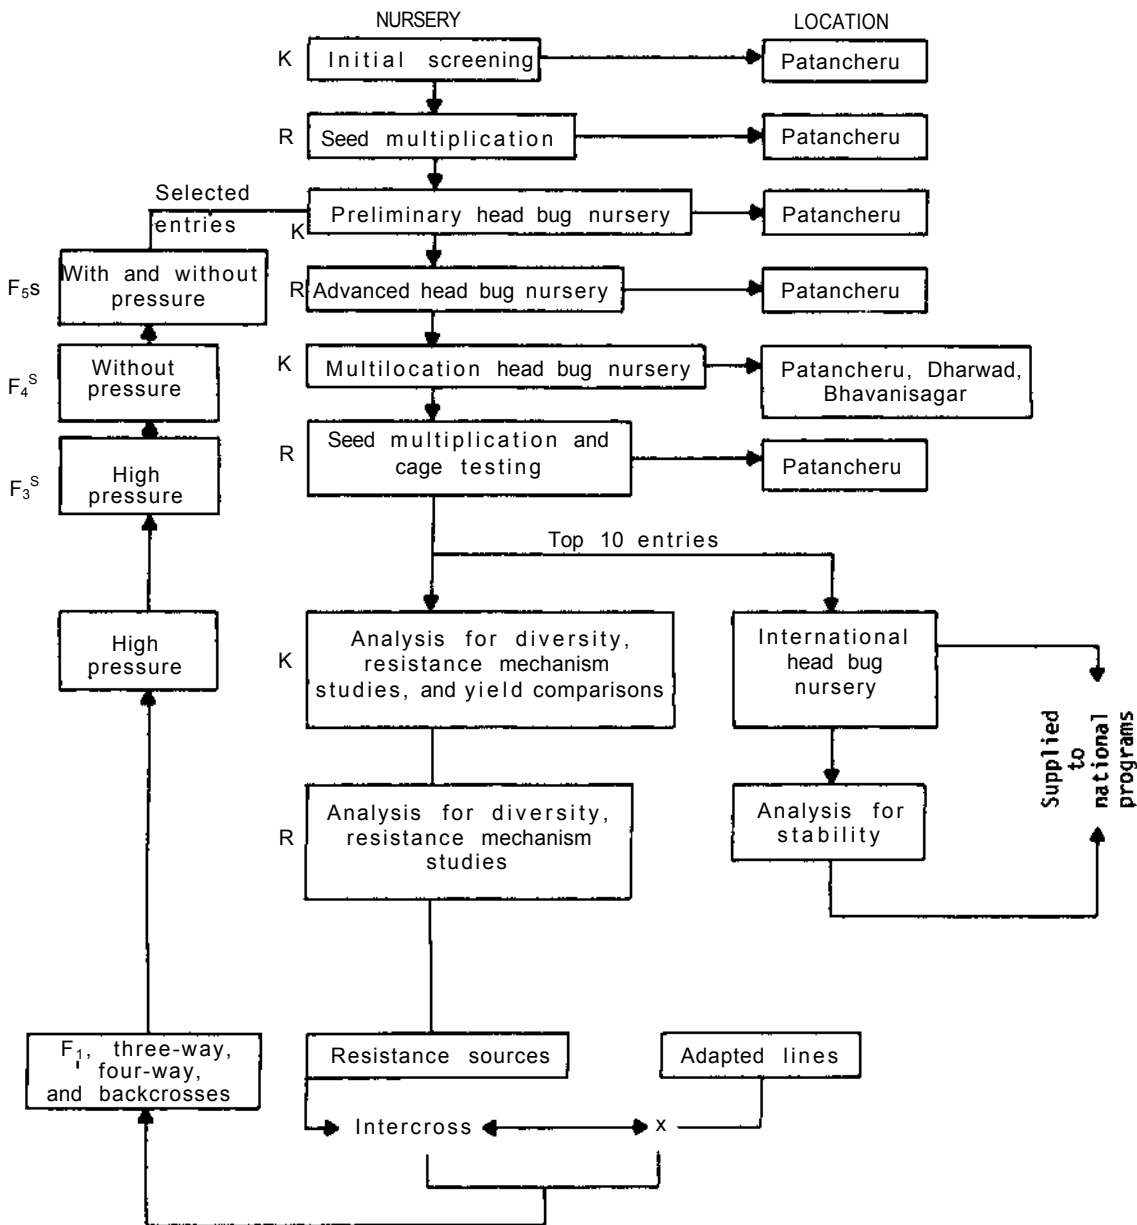 NURSERY
LOCATION
K
Initial screening
Patancheru
R
Seed multiplication
Patancheru
Selected
entries
K
Preliminary head bug nursery
Patancheru
F5s
With and without
pressure
R
Advanced head bug nursery
Patancheru
F4s
Without
pressure
K
Multilocation head bug nursery
Patancheru, Dharwad,
Bhavanisagar
F3s
High
pressure
R
Seed multiplication and
cage testing
Patancheru
Top 10 entries
High
pressure
K
Analysis for diversity,
resistance mechanism
studies, and yield comparisons
International
head bug
nursery
Supplied
to
national
programs
R
Analysis for diversity,
resistance mechanism
studies
Analysis for
stability
F1, three-way,
four-way,
and backcrosses
Resistance sources
Adapted lines
Intercross
x